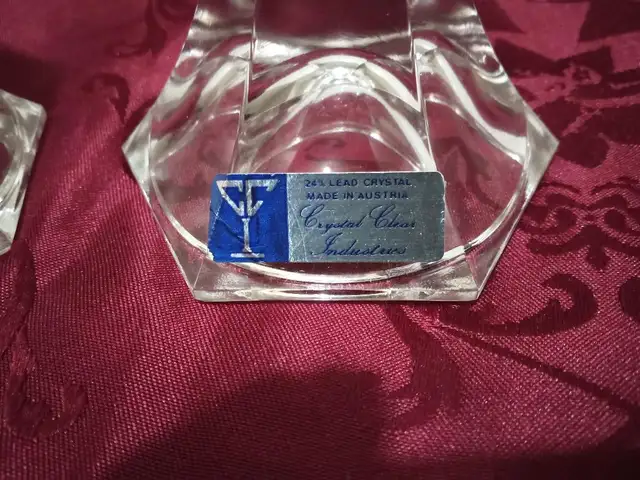 24% LEAD CRYSTAL
MADE IN AUSTRIA
Crystal Clear
Industries